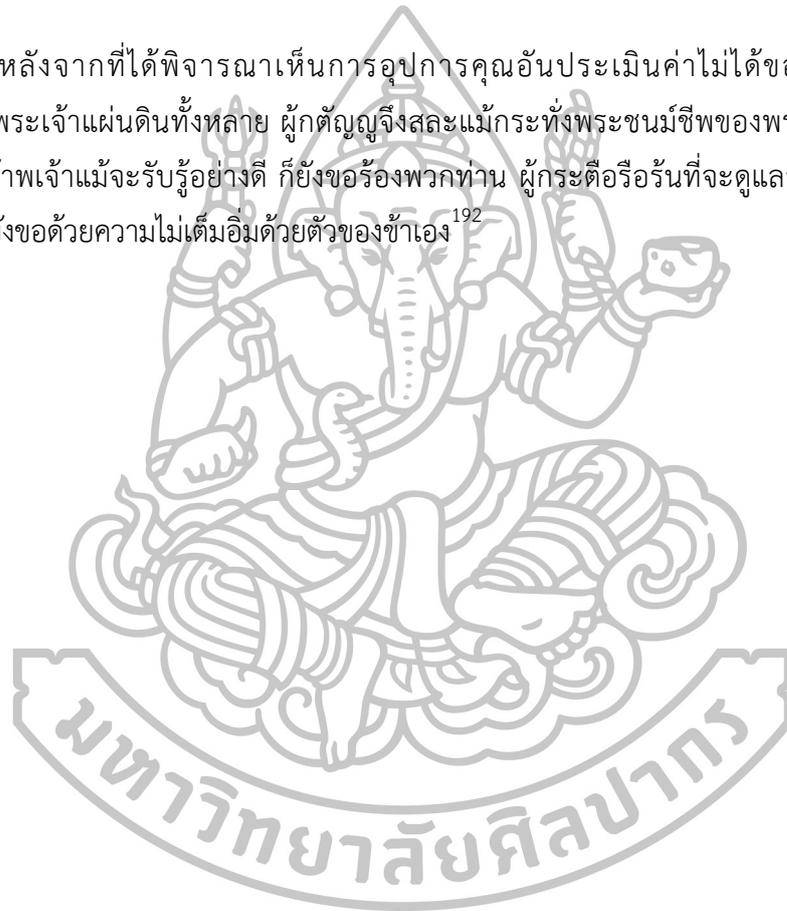 หลังจากที่ได้พิจารณาเห็นการอุปการคุณอันประเมินค่าไม่ได้ขอ
พระเจ้าแผ่นดินทั้งหลาย ผู้กตัญญูจึงสละแม้กระทั่งพระชนม์ชีพของพร
าพเจ้าแม้จะรับรู้อย่างดี ก็ยังขอร้องพวกท่าน ผู้กระตือรือร้นที่จะดูแล
ังขอด้วยความไม่เต็มอิ่มด้วยตัวของข้าเอง192
มหาวิทยาลัยศิลปากร